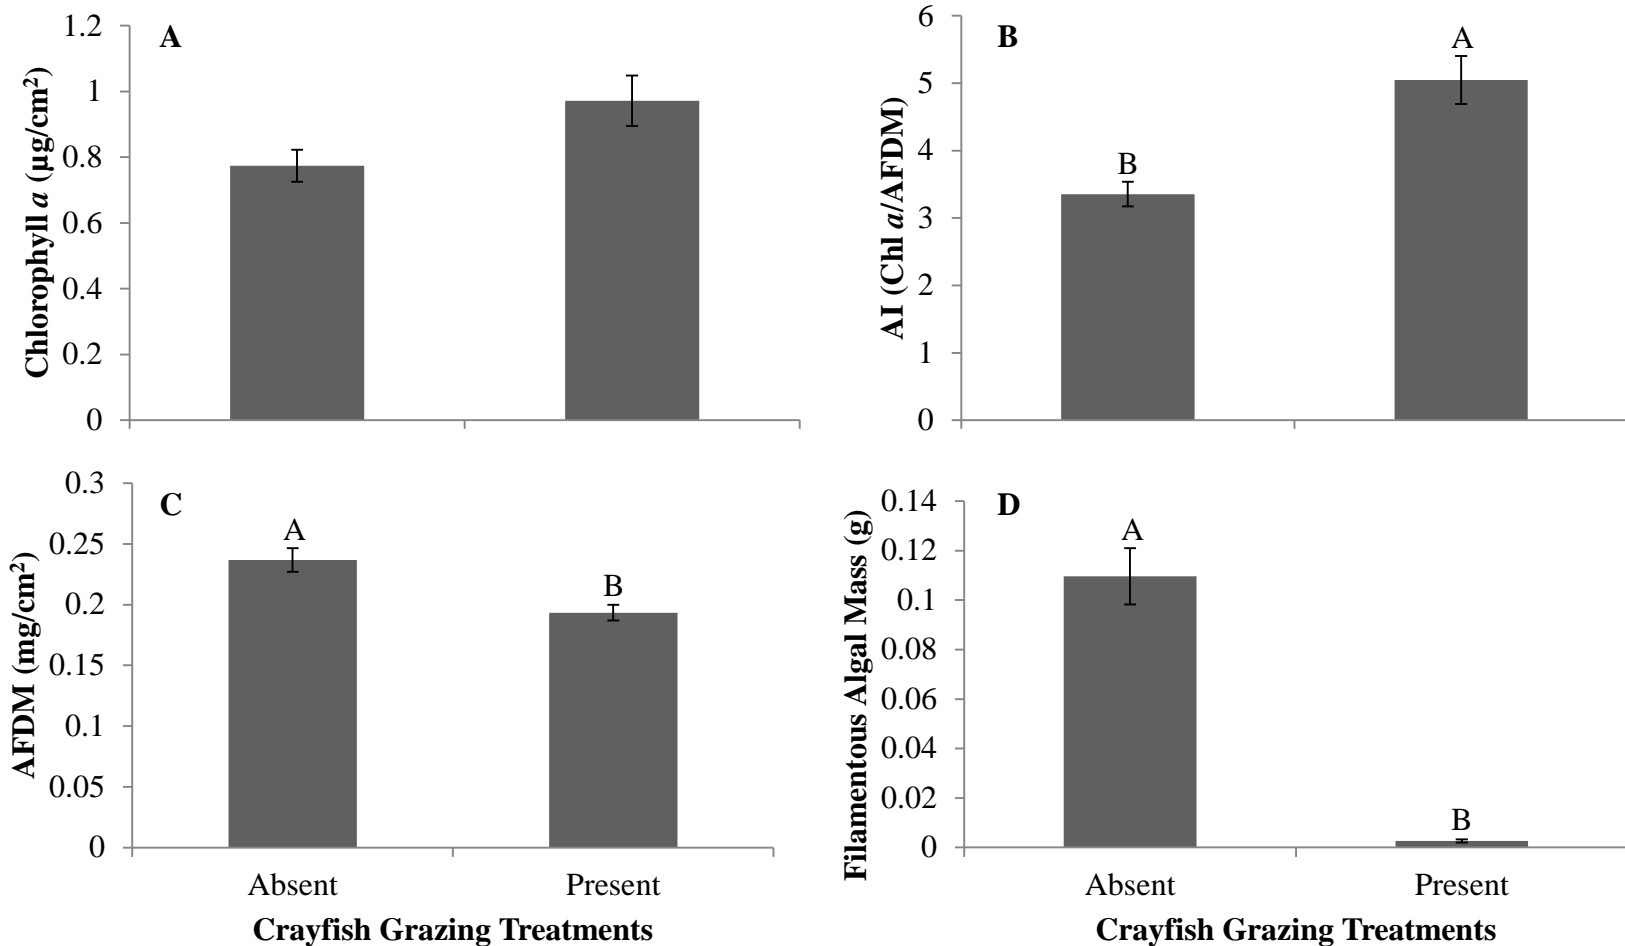 A
Chlorophyll a (µg/cm²)
1.2
1
0.8
0.6
0.4
0.2
0
B
AI (Chl a/AFDM)
6
5
4
3
2
1
0
B
A
C
AFDM (mg/cm²)
0.3
0.25
0.2
0.15
0.1
0.05
0
A
B
Absent
Present
Crayfish Grazing Treatments
D
Filamentous Algal Mass (g)
0.14
0.12
0.1
0.08
0.06
0.04
0.02
0
A
B
Absent
Present
Crayfish Grazing Treatments